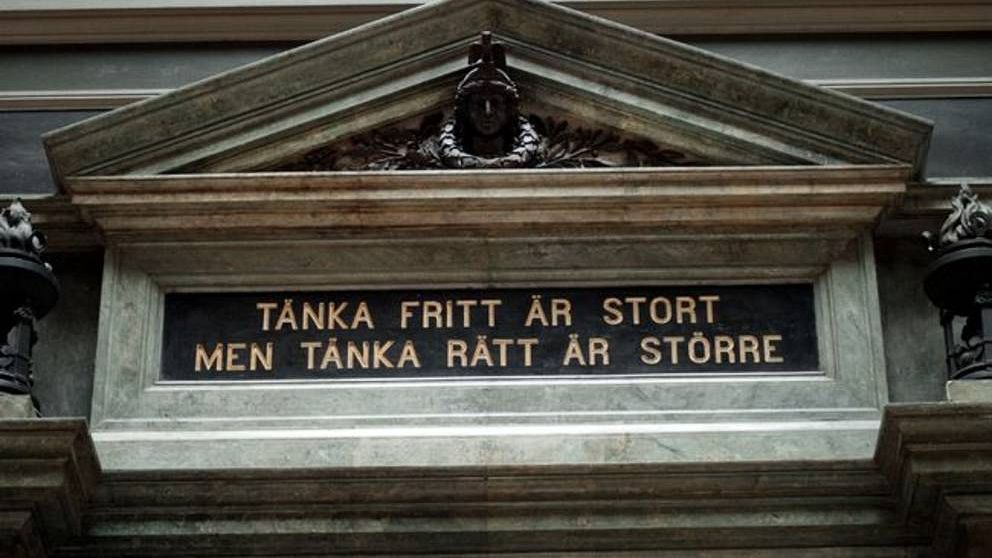 TÄNKA FRITT ÄR STORT
MEN TÄNKA RÄTT ÄR STÖRRE